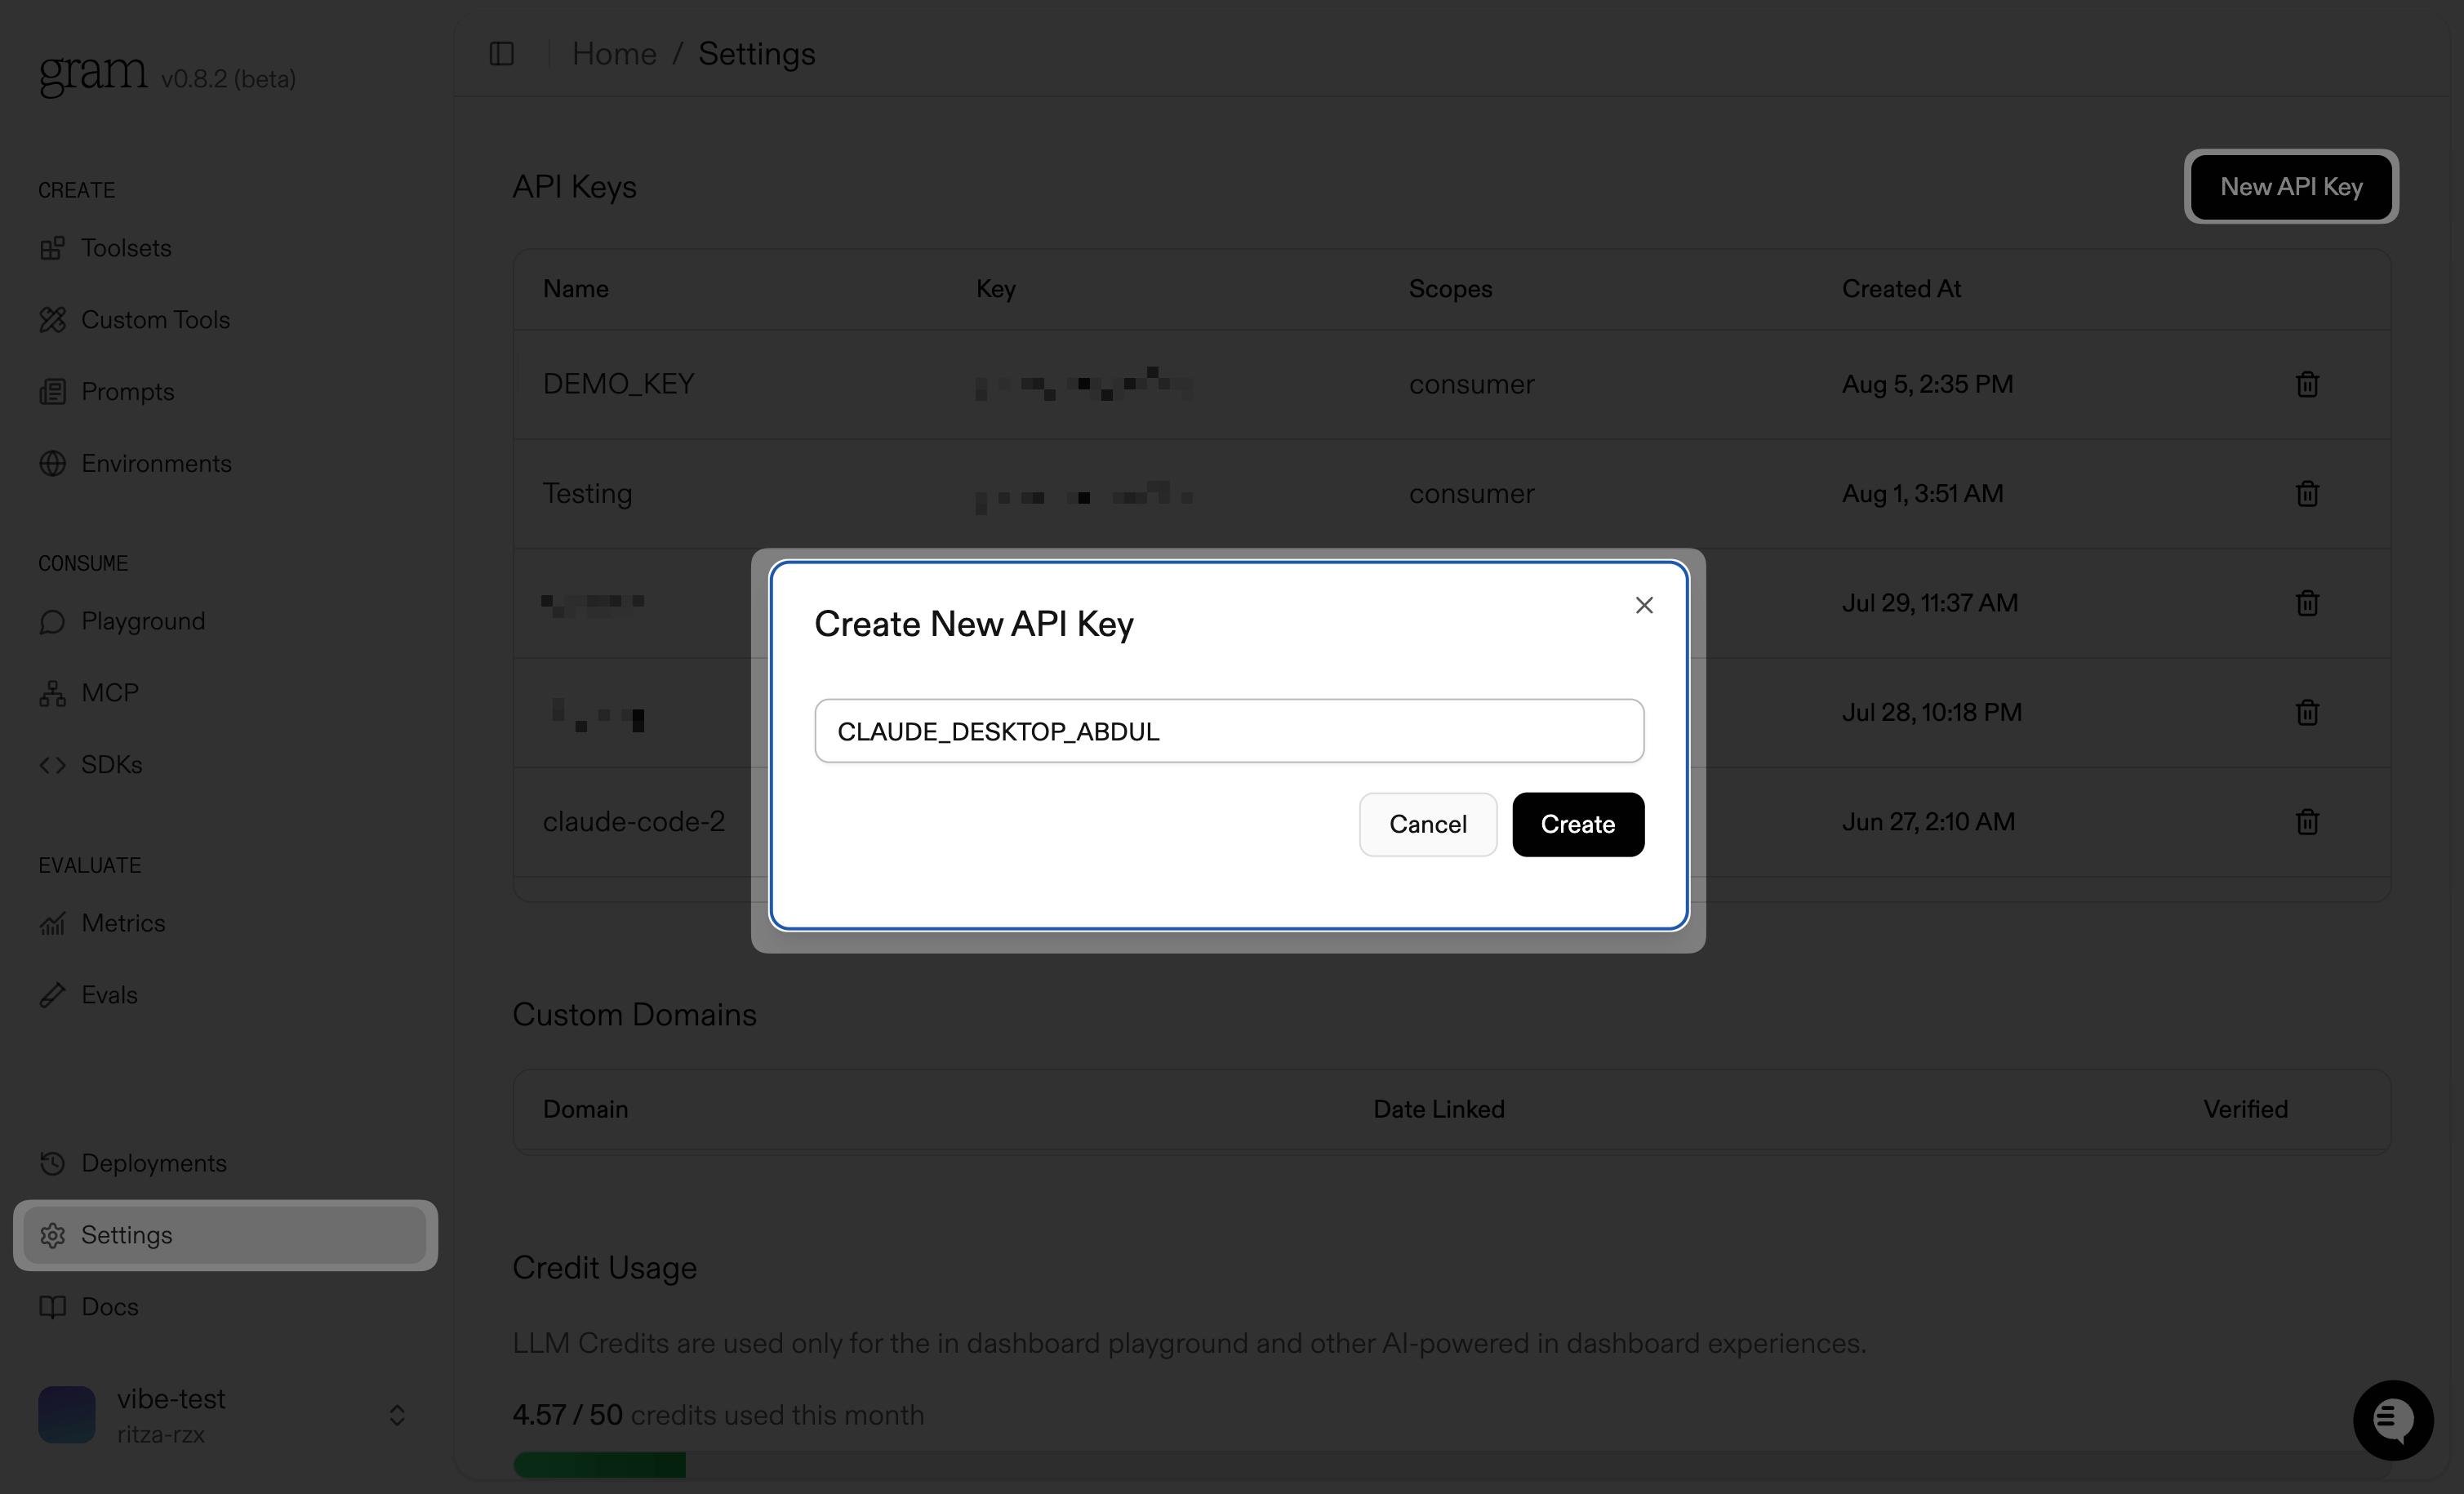 gram v0.8.2 (beta)
CREATE
Toolsets
Custom Tools
Prompts
Environments
CONSUME
Playground
MCP
SDKs
EVALUATE
Metrics
Evals
Deployments
Settings
Docs
vibe-test
ritza-rzx
Home / Settings
API Keys
New API Key
Name Key Scopes Created At
DEMO_KEY consumer Aug 5, 2:35 PM
Testing consumer Aug 1, 3:51 AM
Jul 29, 11:37 AM
Jul 28, 10:18 PM
claude-code-2 Jun 27, 2:10 AM
Create New API Key
CLAUDE_DESKTOP_ABDUL
Cancel Create
Custom Domains
Domain Date Linked Verified
Credit Usage
LLM Credits are used only for the in dashboard playground and other AI-powered in dashboard experiences.
4.57 / 50 credits used this month